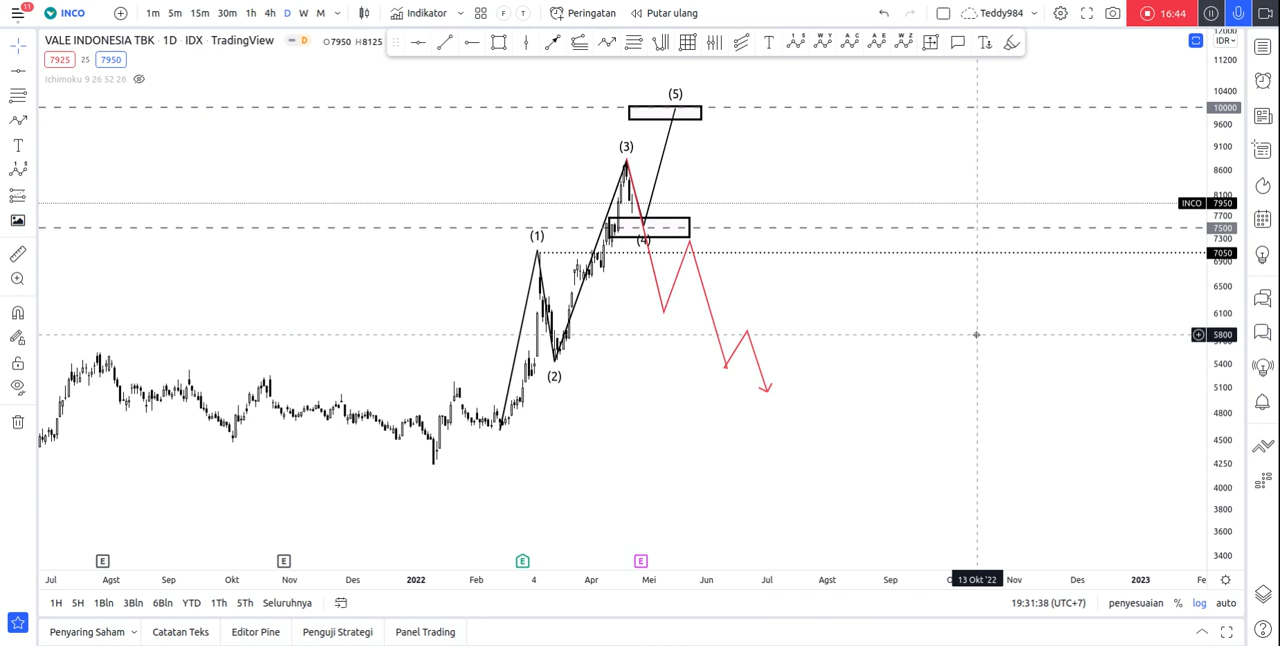 11
INCO
1m 5m 15m 30m 1h 4h D W M
Indikator
F
T
Peringatan
Putar ulang
Teddy984
16:44
VALE INDONESIA TBK · 1D · IDX · TradingView
D
O7950 H8125
7925 25 7950
Ichimoku 9 26 52 26
IDR
12000
11200
10400
10000
9600
9100
8600
8100
INCO 7950
7700
7500
7300
7050
6900
6500
6100
5800
5400
5100
4800
4500
4250
4000
3800
3600
3400
(5)
(3)
(1)
(4)
(2)
E
E
E
E
Jul Agst Sep Okt Nov Des 2022 Feb 4 Apr Mei Jun Jul Agst Sep 13 Okt '22 Nov Des 2023 Fe
1H 5H 1Bln 3Bln 6Bln YTD 1Th 5Th Seluruhnya
19:31:38 (UTC+7) penyesuaian % log auto
Penyaring Saham Catatan Teks Editor Pine Penguji Strategi Panel Trading